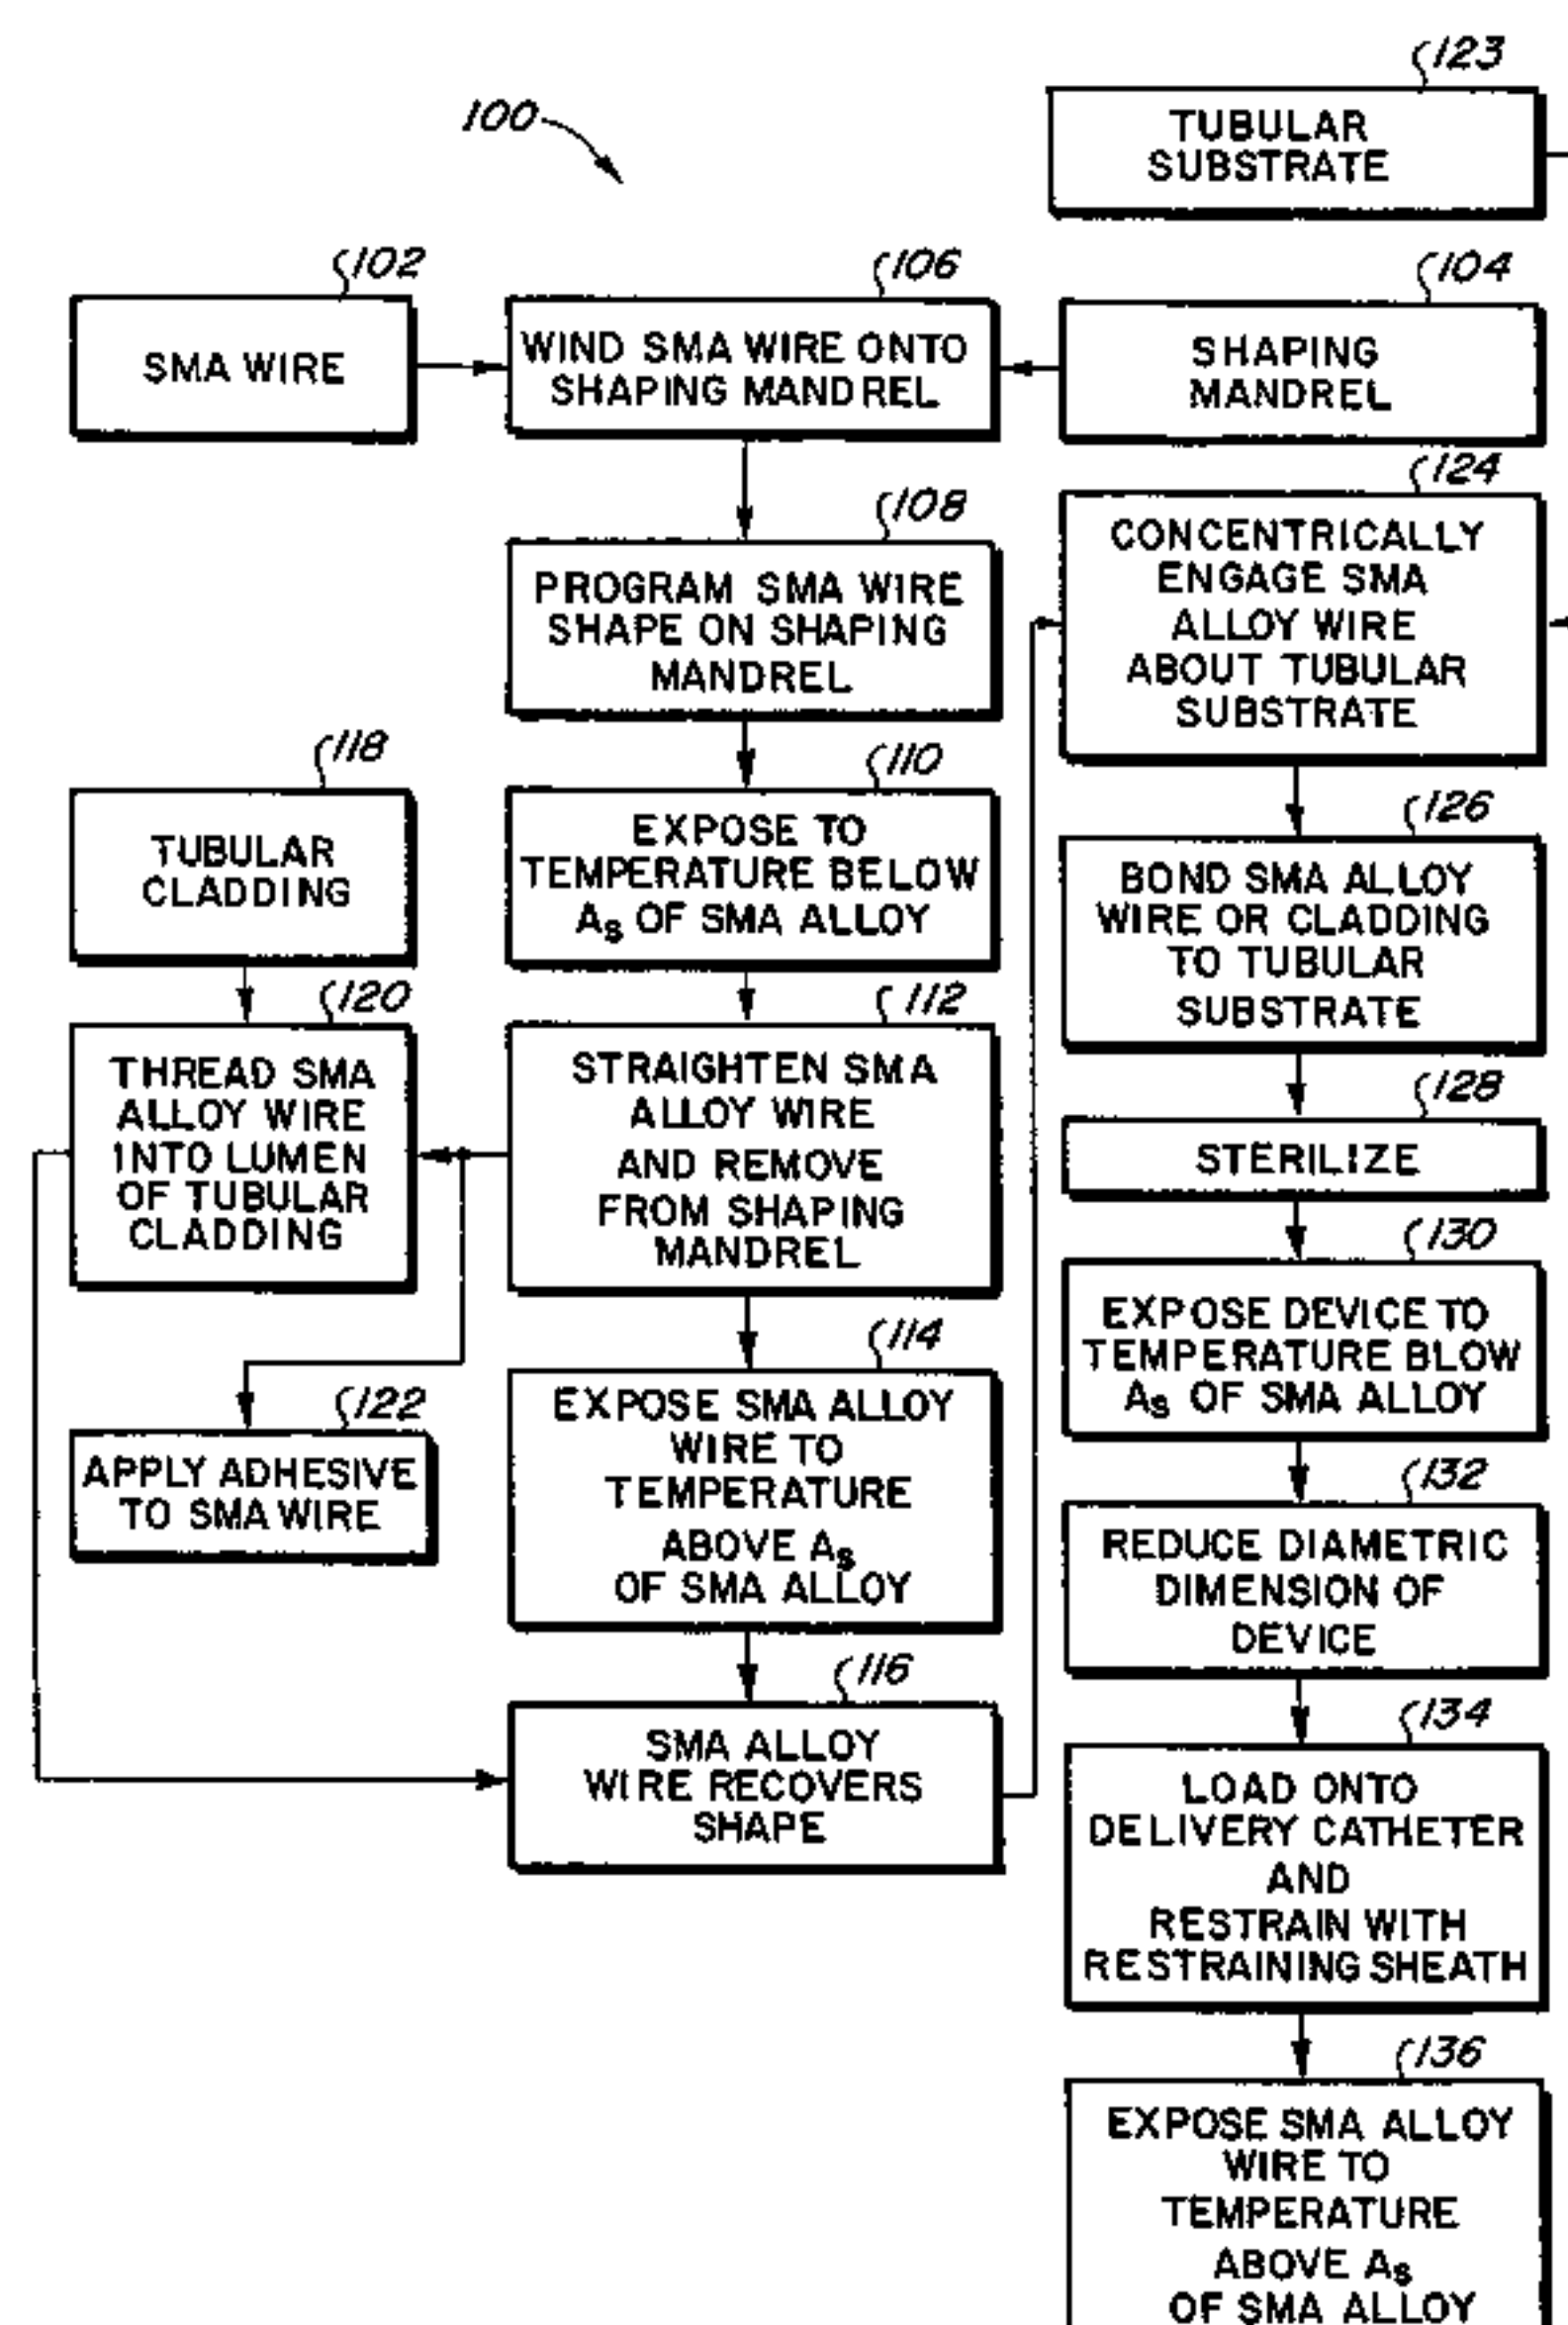 123
TUBULAR
SUBSTRATE
100
102
SMA WIRE
106
WIND SMA WIRE ONTO
SHAPING MANDREL
104
SHAPING
MANDREL
108
PROGRAM SMA WIRE
SHAPE ON SHAPING
MANDREL
110
EXPOSE TO
TEMPERATURE BELOW
As OF SMA ALLOY
118
TUBULAR
CLADDING
120
THREAD SMA
ALLOY WIRE
INTO LUMEN
OF TUBULAR
CLADDING
112
STRAIGHTEN SMA
ALLOY WIRE
AND REMOVE
FROM SHAPING
MANDREL
122
APPLY ADHESIVE
TO SMA WIRE
114
EXPOSE SMA ALLOY
WIRE TO
TEMPERATURE
ABOVE As
OF SMA ALLOY
116
SMA ALLOY
WIRE RECOVERS
SHAPE
124
CONCENTRICALLY
ENGAGE SMA
ALLOY WIRE
ABOUT TUBULAR
SUBSTRATE
126
BOND SMA ALLOY
WIRE OR CLADDING
TO TUBULAR
SUBSTRATE
128
STERILIZE
130
EXPOSE DEVICE TO
TEMPERATURE BLOW
As OF SMA ALLOY
132
REDUCE DIAMETRIC
DIMENSION OF
DEVICE
134
LOAD ONTO
DELIVERY CATHETER
AND
RESTRAIN WITH
RESTRAINING SHEATH
136
EXPOSE SMA ALLOY
WIRE TO
TEMPERATURE
ABOVE As
OF SMA ALLOY